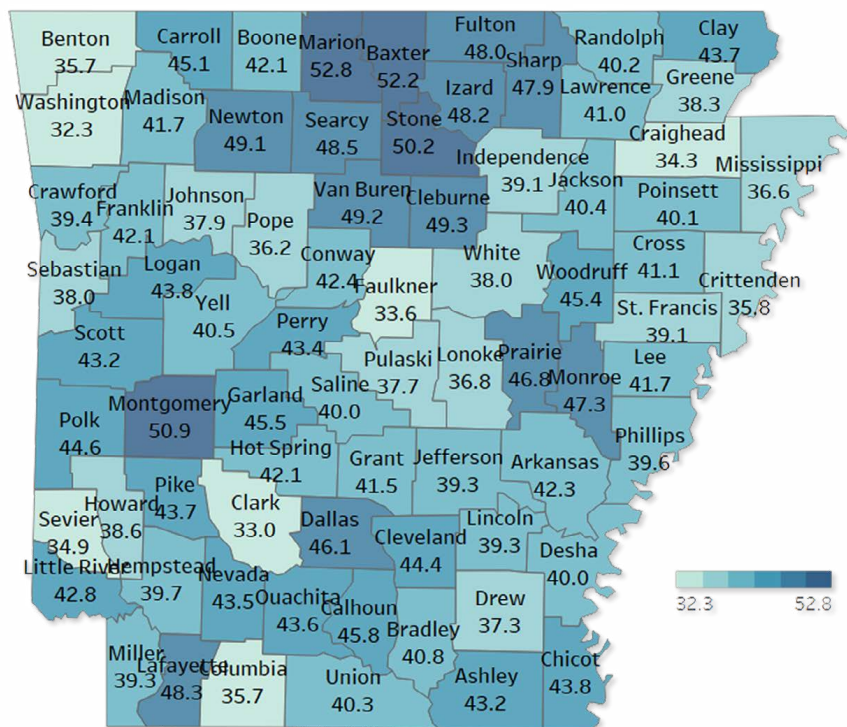 Benton
35.7
Carroll
45.1
Boone
42.1
Marion
52.8
Baxter
52.2
Fulton
48.0
Sharp
47.9
Randolph
40.2
Clay
43.7
Washington
32.3
Madison
41.7
Newton
49.1
Searcy
48.5
Stone
50.2
Izard
48.2
Lawrence
41.0
Greene
38.3
Independence
39.1
Craighead
34.3
Mississippi
36.6
Crawford
39.4
Franklin
42.1
Johnson
37.9
Pope
36.2
Van Buren
49.2
Cleburne
49.3
Jackson
40.4
Poinsett
40.1
Sebastian
38.0
Logan
43.8
Yell
40.5
Conway
42.4
Faulkner
33.6
White
38.0
Woodruff
45.4
Cross
41.1
Crittenden
35.8
St. Francis
39.1
Scott
43.2
Perry
43.4
Pulaski
37.7
Lonoke
36.8
Prairie
46.8
Monroe
47.3
Lee
41.7
Polk
44.6
Montgomery
50.9
Garland
45.5
Saline
40.0
Hot Spring
42.1
Grant
41.5
Jefferson
39.3
Arkansas
42.3
Phillips
39.6
Sevier
34.9
Howard
38.6
Pike
43.7
Clark
33.0
Dallas
46.1
Cleveland
44.4
Lincoln
39.3
Desha
40.0
Little River
42.8
Hempstead
39.7
Nevada
43.5
Ouachita
43.6
Calhoun
45.8
Bradley
40.8
Drew
37.3
32.3
52.8
Miller
39.3
Lafayette
48.3
Columbia
35.7
Union
40.3
Ashley
43.2
Chicot
43.8